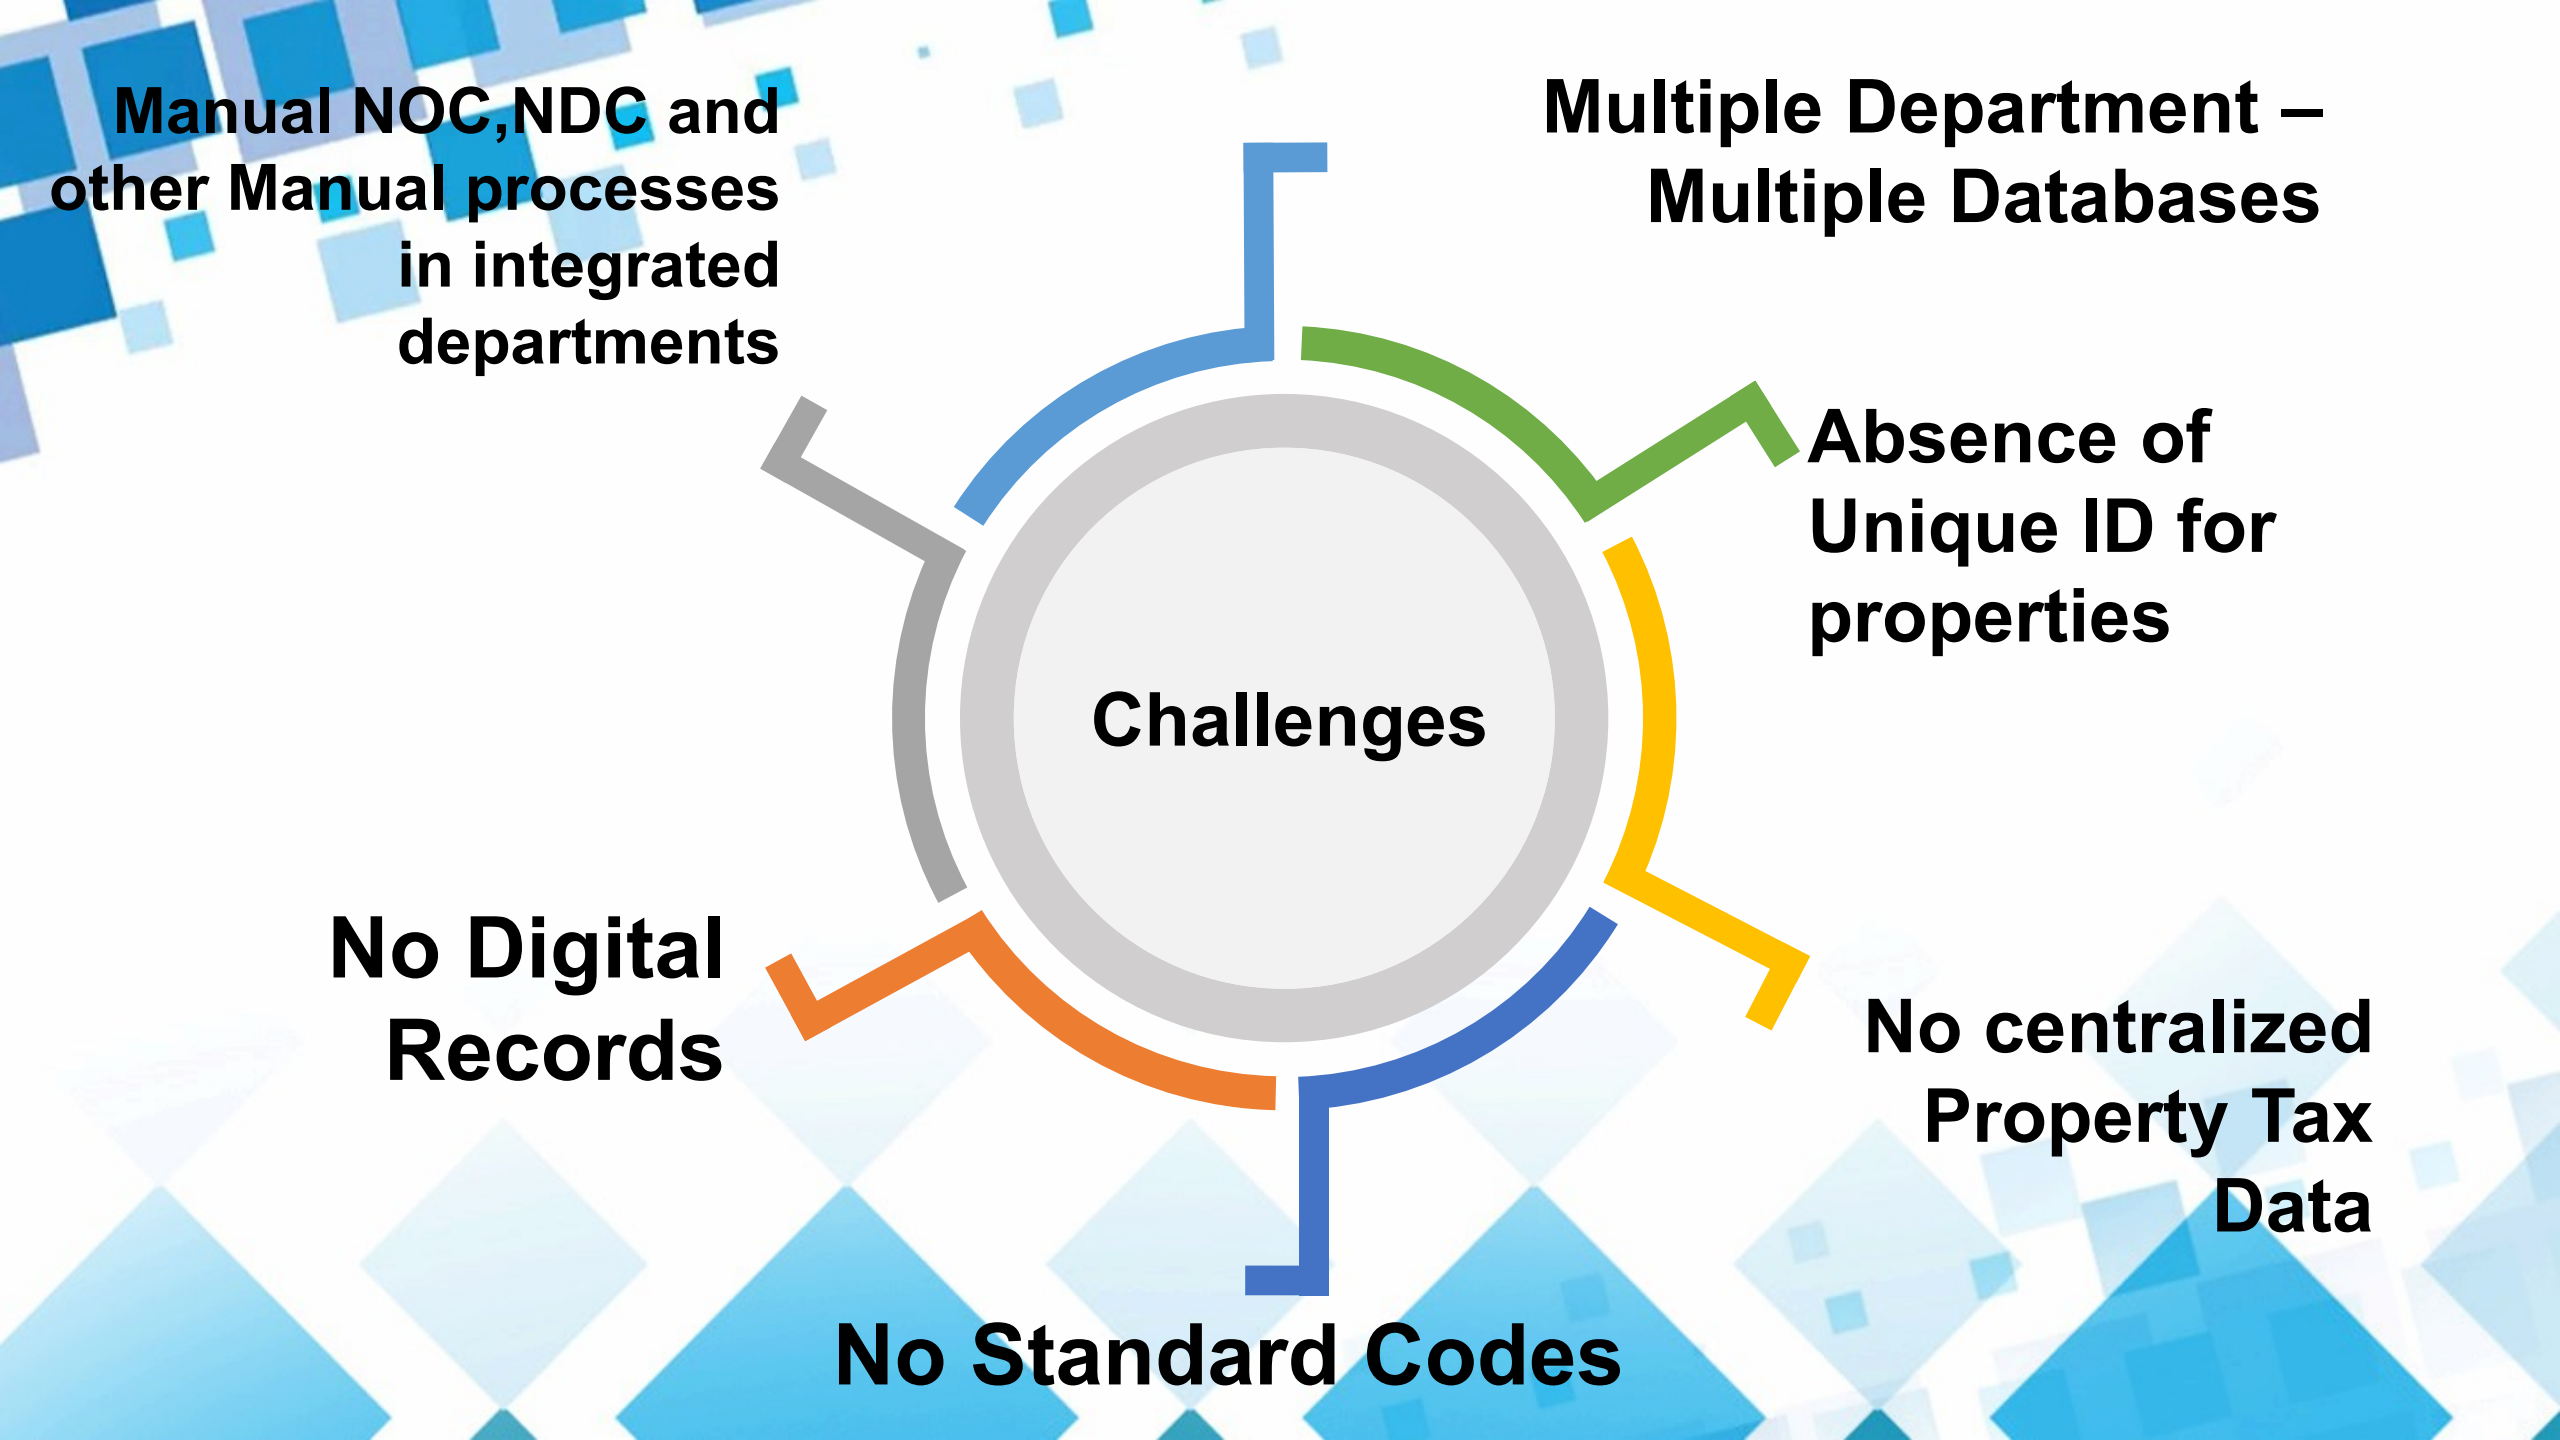 Manual NOC,NDC and
other Manual processes
in integrated
departments
Multiple Department –
Multiple Databases
Absence of
Unique ID for
properties
Challenges
No Digital
Records
No centralized
Property Tax
Data
No Standard Codes